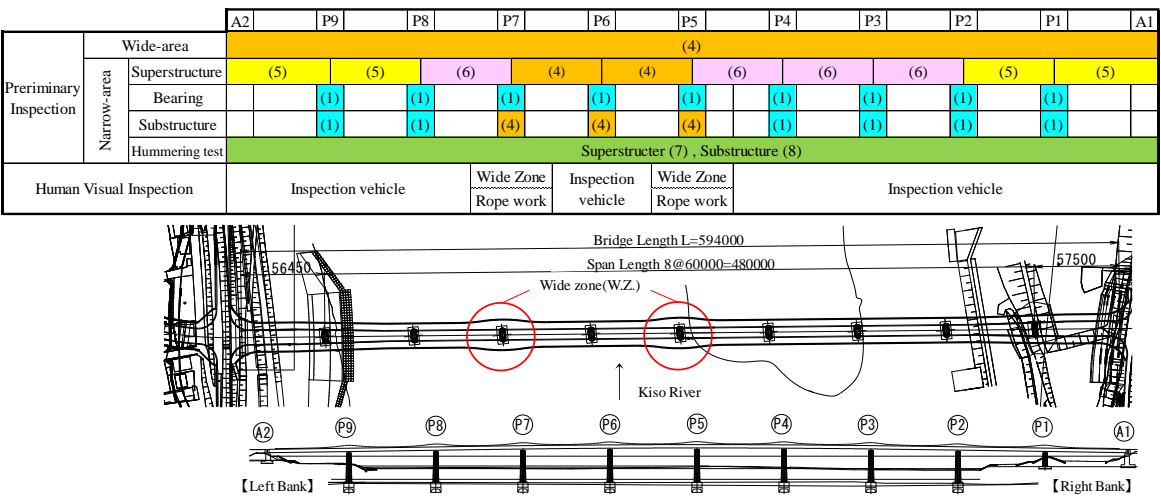 A2 P9 P8 P7 P6 P5 P4 P3 P2 P1 A1
Preriminary Inspection
Wide-area (4)
Narrow-area
Superstructure (5) (5) (6) (4) (4) (6) (6) (6) (5) (5)
Bearing (1) (1) (1) (1) (1) (1) (1) (1) (1)
Substructure (1) (1) (4) (4) (4) (1) (1) (1) (1)
Hummering test Superstructer (7) , Substructure (8)
Human Visual Inspection
Inspection vehicle
Wide Zone
Rope work
Inspection
vehicle
Wide Zone
Rope work
Inspection vehicle
Bridge Length L=594000
56450 Span Length 8@60000=480000 57500
Wide zone(W.Z.)
Kiso River
A2 P9 P8 P7 P6 P5 P4 P3 P2 P1 A1
【Left Bank】 【Right Bank】